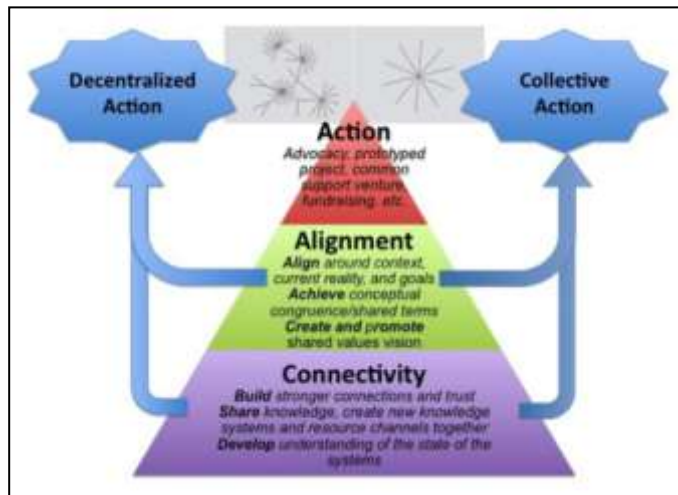 Decentralized
Action
Collective
Action
Action
Advocacy, prototyped
project, common
support venture,
fundraising, etc.
Alignment
Align around context,
current reality, and goals
Achieve conceptual
congruence/shared terms
Create and promote
shared values vision
Connectivity
Build stronger connections and trust
Share knowledge, create new knowledge
systems and resource channels together
Develop understanding of the state of the
systems